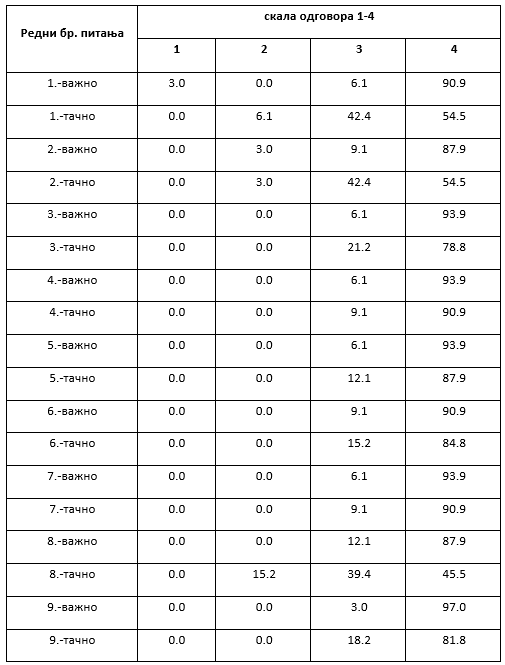 Редни бр. питања
скала одговора 1-4
1 2 3 4
1.-важно 3.0 0.0 6.1 90.9
1.-тачно 0.0 6.1 42.4 54.5
2.-важно 0.0 3.0 9.1 87.9
2.-тачно 0.0 3.0 42.4 54.5
3.-важно 0.0 0.0 6.1 93.9
3.-тачно 0.0 0.0 21.2 78.8
4.-важно 0.0 0.0 6.1 93.9
4.-тачно 0.0 0.0 9.1 90.9
5.-важно 0.0 0.0 6.1 93.9
5.-тачно 0.0 0.0 12.1 87.9
6.-важно 0.0 0.0 9.1 90.9
6.-тачно 0.0 0.0 15.2 84.8
7.-важно 0.0 0.0 6.1 93.9
7.-тачно 0.0 0.0 9.1 90.9
8.-важно 0.0 0.0 12.1 87.9
8.-тачно 0.0 15.2 39.4 45.5
9.-важно 0.0 0.0 3.0 97.0
9.-тачно 0.0 0.0 18.2 81.8